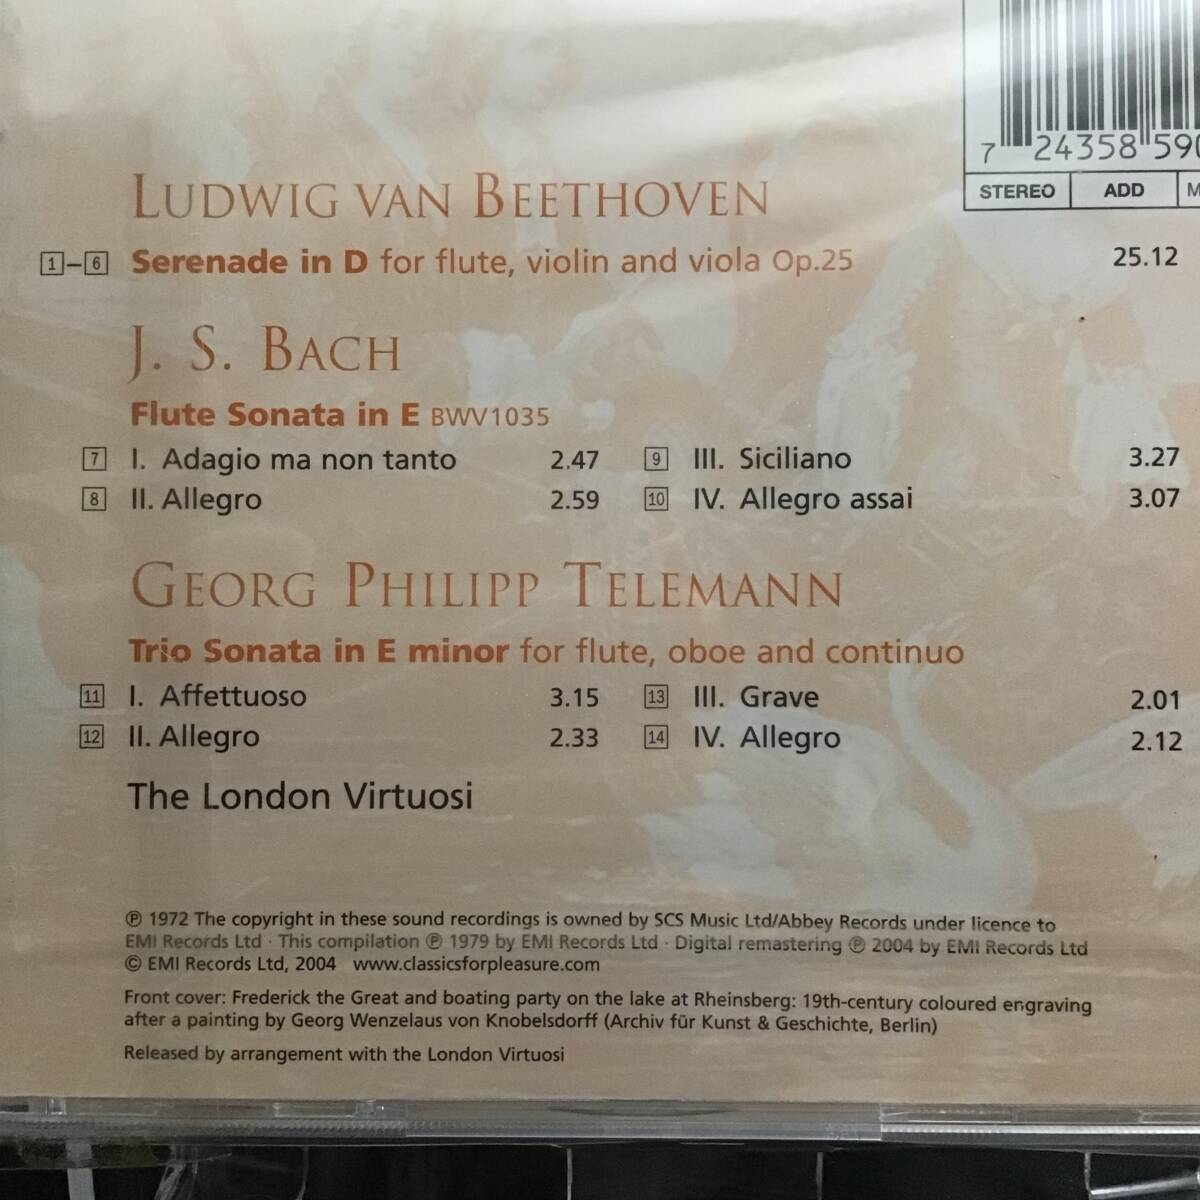 7 24358 590
STEREO ADD
LUDWIG VAN BEETHOVEN
1–6 Serenade in D for flute, violin and viola Op.25 25.12
J. S. BACH
Flute Sonata in E BWV1035
7 I. Adagio ma non tanto 2.47 9 III. Siciliano 3.27
8 II. Allegro 2.59 10 IV. Allegro assai 3.07
GEORG PHILIPP TELEMANN
Trio Sonata in E minor for flute, oboe and continuo
11 I. Affettuoso 3.15 13 III. Grave 2.01
12 II. Allegro 2.33 14 IV. Allegro 2.12
The London Virtuosi
℗ 1972 The copyright in these sound recordings is owned by SCS Music Ltd/Abbey Records under licence to
EMI Records Ltd · This compilation ℗ 1979 by EMI Records Ltd · Digital remastering ℗ 2004 by EMI Records Ltd
© EMI Records Ltd, 2004 www.classicsforpleasure.com
Front cover: Frederick the Great and boating party on the lake at Rheinsberg: 19th-century coloured engraving
after a painting by Georg Wenzelaus von Knobelsdorff (Archiv für Kunst & Geschichte, Berlin)
Released by arrangement with the London Virtuosi